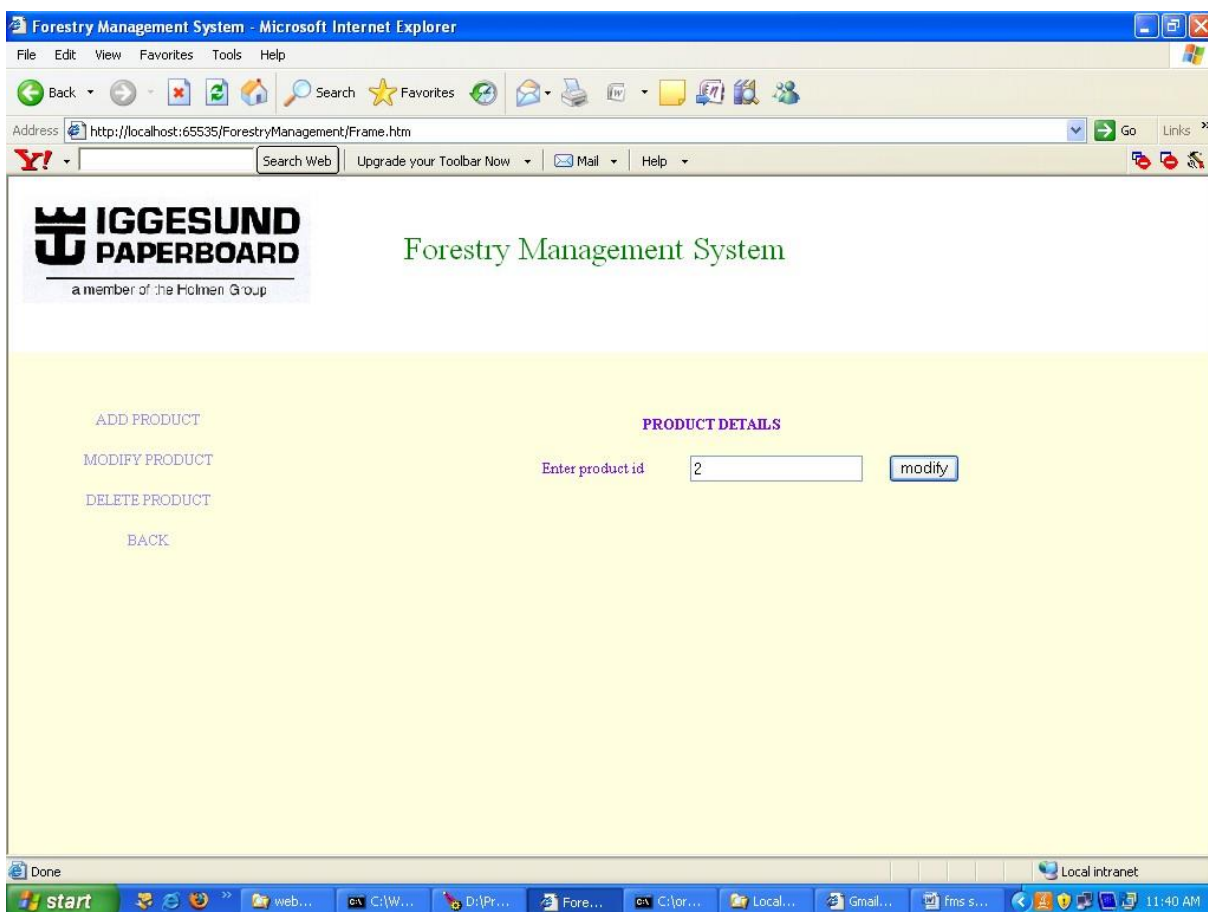 Forestry Management System - Microsoft Internet Explorer
File Edit View Favorites Tools Help
Back Search Favorites
Address http://localhost:65535/ForestryManagement/Frame.htm Go Links »
Y! Search Web Upgrade your Toolbar Now Mail Help
IGGESUND
PAPERBOARD
a member of the Holmen Group
Forestry Management System
ADD PRODUCT
MODIFY PRODUCT
DELETE PRODUCT
BACK
PRODUCT DETAILS
Enter product id 2 modify
Done Local intranet
start » web... C:\W... D:\Pr... Fore... C:\or... Local... Gmail... fms s... 11:40 AM